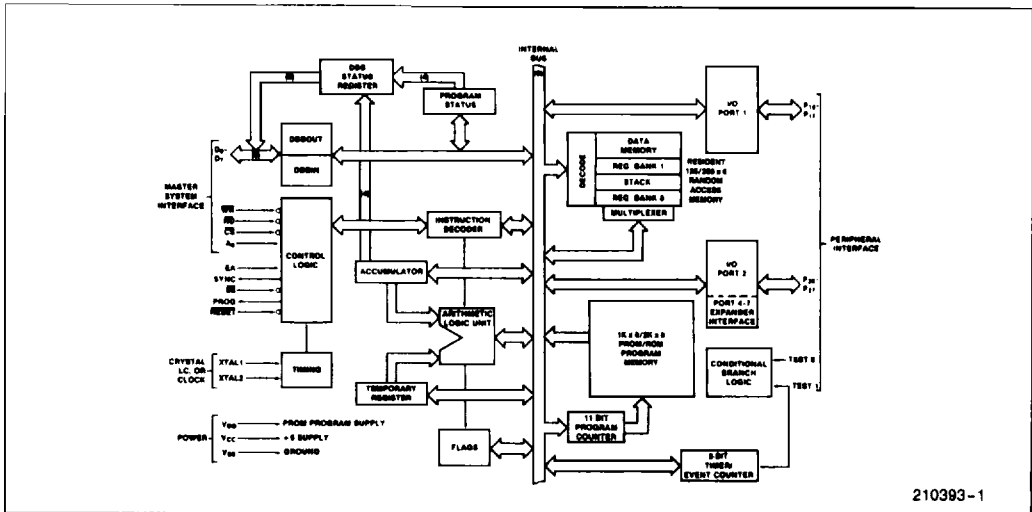 INTERNAL
BUS
DBB
STATUS
REGISTER
PROGRAM
STATUS
DBBOUT
DBBIN
D0-
D7
MASTER
SYSTEM
INTERFACE
WR
RD
CS
A0
CONTROL
LOGIC
EA
SYNC
SS
PROG
RESET
CRYSTAL
LC, OR
CLOCK
XTAL1
XTAL2
TIMING
POWER
VDD
PROM PROGRAM SUPPLY
VCC
+5 SUPPLY
VSS
GROUND
INSTRUCTION
DECODER
ACCUMULATOR
ARITHMETIC
LOGIC UNIT
TEMPORARY
REGISTER
FLAGS
I/O
PORT 1
P10-
P17
DECODE
DATA
MEMORY
REG BANK 1
STACK
REG BANK 0
MULTIPLEXER
RESIDENT
RANDOM
ACCESS
MEMORY
PERIPHERAL
INTERFACE
I/O
PORT 2
P20-
P27
PORT 4-7
EXPANDER
INTERFACE
1K x 8/2K x 8
PROM/ROM
PROGRAM
MEMORY
CONDITIONAL
BRANCH
LOGIC
TEST 0
TEST 1
11 BIT
PROGRAM
COUNTER
8-BIT
TIMER/
EVENT COUNTER
210393-1